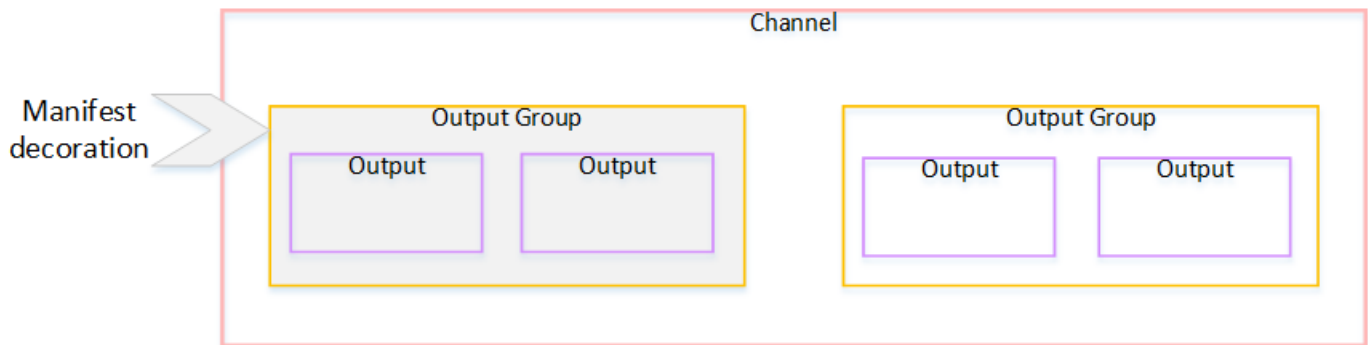 Channel
Manifest
decoration
Output Group
Output Group
Output
Output
Output
Output